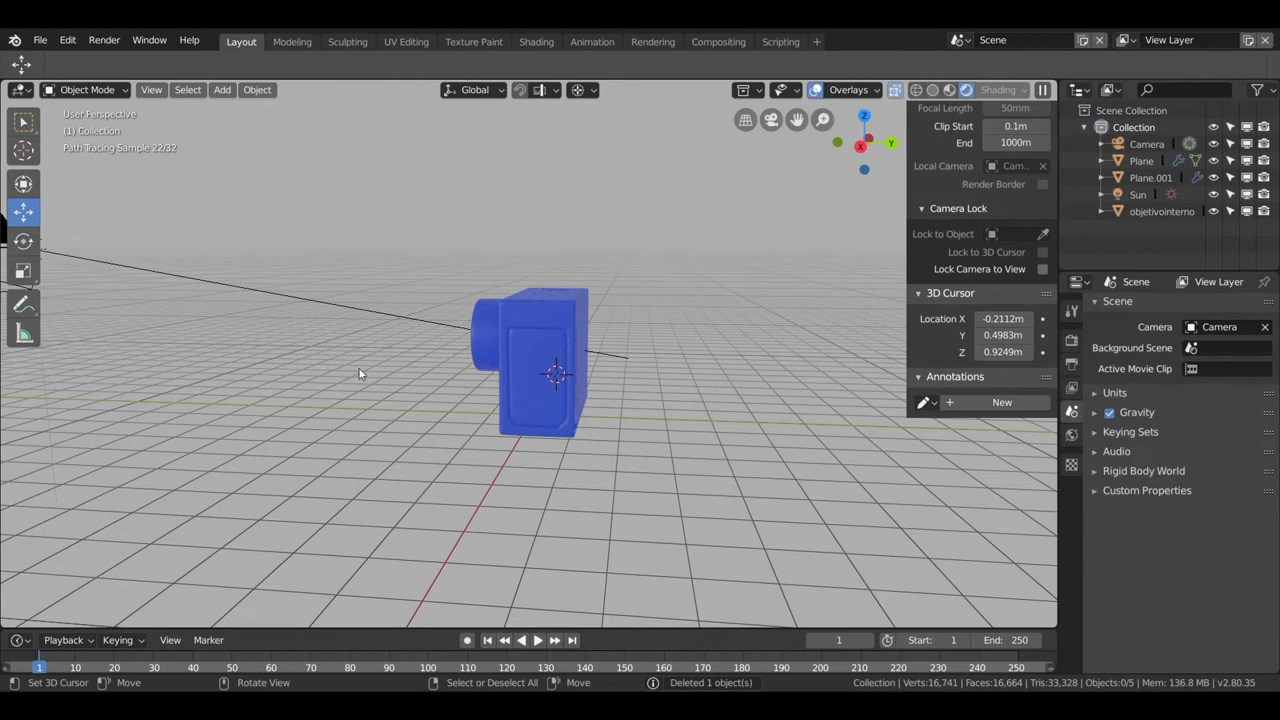 File Edit Render Window Help Layout Modeling Sculpting UV Editing Texture Paint Shading Animation Rendering Compositing Scripting + Scene View Layer
Object Mode View Select Add Object Global Overlays Shading
User Perspective
(1) Collection
Path Tracing Sample 22/32
Z
Y
X
Focal Length 50mm
Clip Start 0.1m
End 1000m
Local Camera Cam..
Render Border
Camera Lock
Lock to Object
Lock to 3D Cursor
Lock Camera to View
3D Cursor
Location X -0.2112m
Y 0.4983m
Z 0.9249m
Annotations
+ New
Scene Collection
Collection
Camera
Plane
Plane.001
Sun
objetivointerno
Scene View Layer
Scene
Camera Camera
Background Scene
Active Movie Clip
Units
Gravity
Keying Sets
Audio
Rigid Body World
Custom Properties
Playback Keying View Marker 1 Start: 1 End: 250
1 10 20 30 40 50 60 70 80 90 100 110 120 130 140 150 160 170 180 190 200 210 220 230 240 250
Set 3D Cursor Move Rotate View Select or Deselect All Move Deleted 1 object(s) Collection | Verts:16,741 | Faces:16,664 | Tris:33,328 | Objects:0/5 | Mem: 136.8 MB | v2.80.35